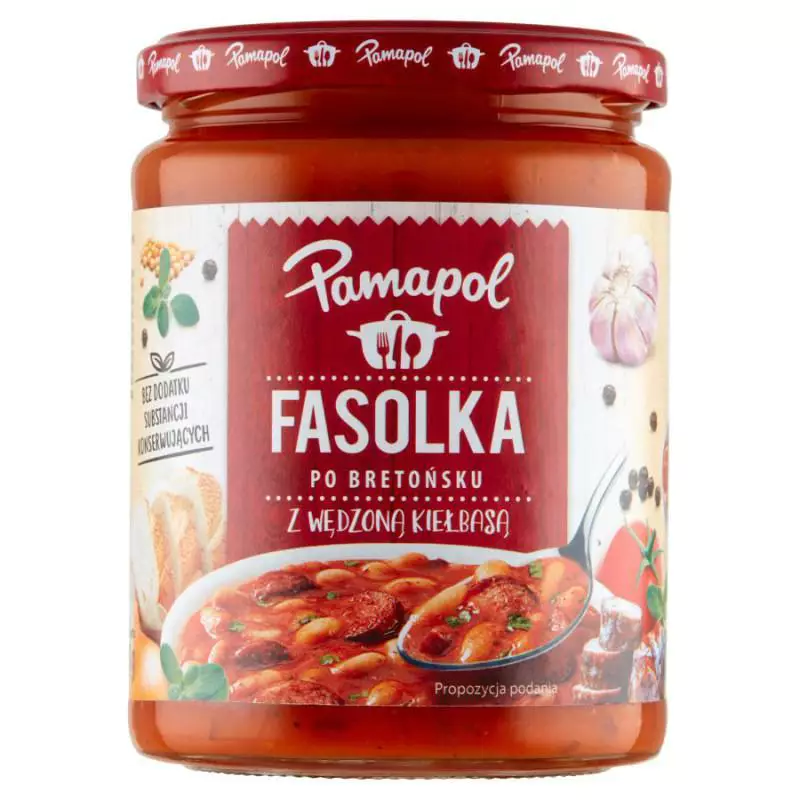 Pamapol Pamapol Pamapol Pamapol
Pamapol
BEZ DODATKU
SUBSTANCJI
KONSERWUJĄCYCH
FASOLKA
PO BRETOŃSKU
Z WĘDZONĄ KIEŁBASĄ
Propozycja podania